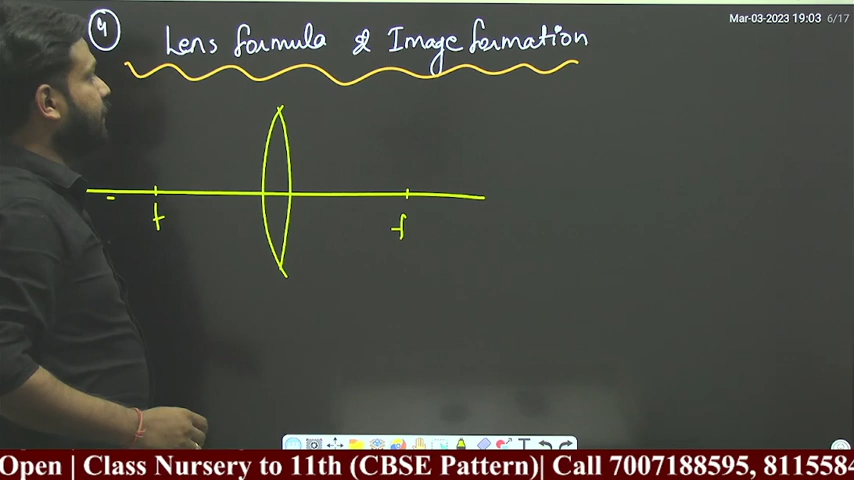 Mar-03-2023 19:03 6/17
4 Lens formula & Image formation
f f
T
Open | Class Nursery to 11th (CBSE Pattern)| Call 7007188595, 8115584